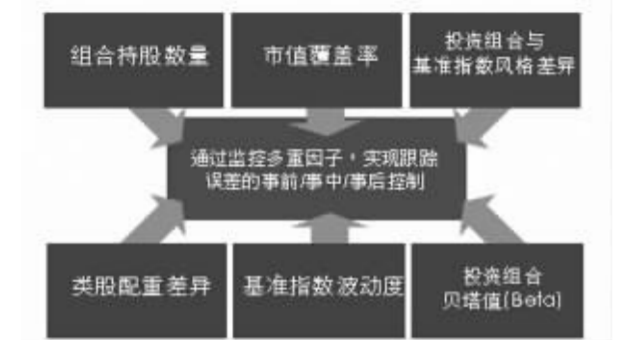 组合持股数量
市值覆盖率
投资组合与
基准指数风格差异
通过监控多重因子，实现跟踪
误差的事前/事中/事后控制
类股配重差异
基准指数波动度
投资组合
贝塔值(Beta)